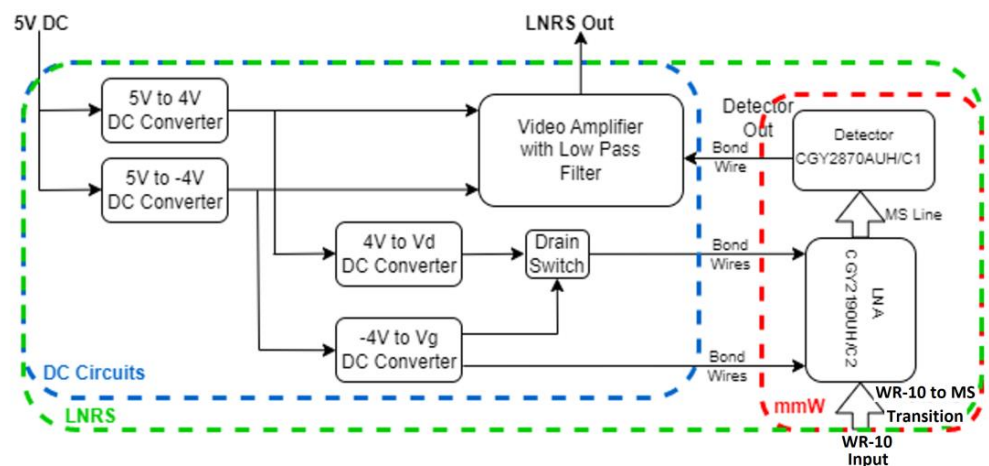 5V DC
LNRS Out
5V to 4V
DC Converter
5V to -4V
DC Converter
Video Amplifier
with Low Pass
Filter
Detector
Out
Bond
Wire
Detector
CGY2870AUH/C1
MS Line
4V to Vd
DC Converter
Drain
Switch
Bond
Wires
LNA
CGY2190UH/C2
-4V to Vg
DC Converter
Bond
Wires
DC Circuits
LNRS
mmW
WR-10 to MS
Transition
WR-10
Input